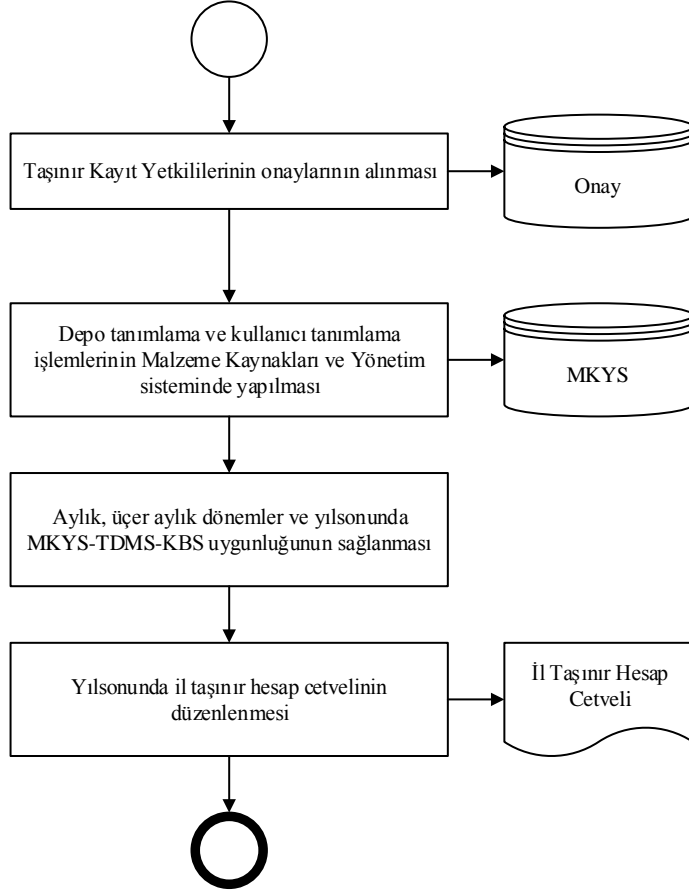 Taşınır Kayıt Yetkililerinin onaylarının alınması
Onay
Depo tanımlama ve kullanıcı tanımlama
işlemlerinin Malzeme Kaynakları ve Yönetim
sisteminde yapılması
MKYS
Aylık, üçer aylık dönemler ve yılsonunda
MKYS-TDMS-KBS uygunluğunun sağlanması
Yılsonunda il taşınır hesap cetvelinin
düzenlenmesi
İl Taşınır Hesap
Cetveli